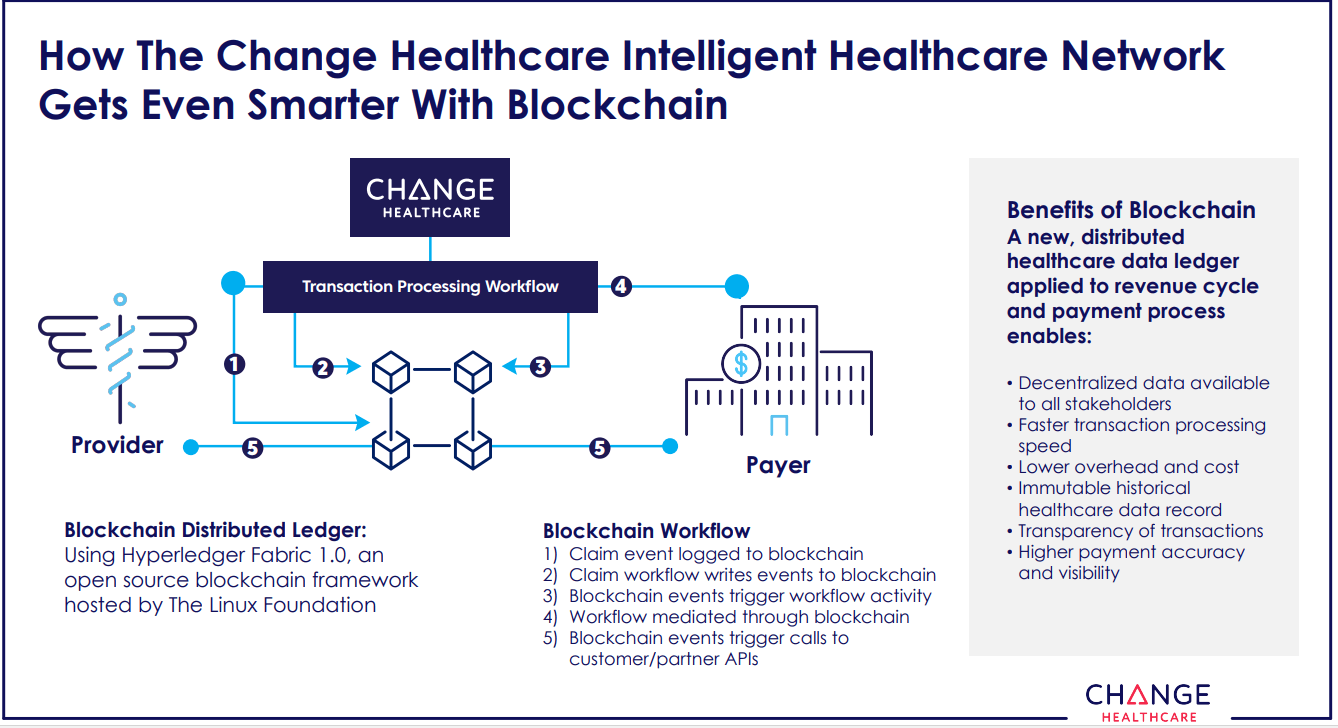 How The Change Healthcare Intelligent Healthcare Network
Gets Even Smarter With Blockchain
CHANGE
HEALTHCARE
Transaction Processing Workflow
4
1
2
3
$
Provider
5
5
Payer
Blockchain Distributed Ledger:
Using Hyperledger Fabric 1.0, an
open source blockchain framework
hosted by The Linux Foundation
Blockchain Workflow
1) Claim event logged to blockchain
2) Claim workflow writes events to blockchain
3) Blockchain events trigger workflow activity
4) Workflow mediated through blockchain
5) Blockchain events trigger calls to
customer/partner APIs
Benefits of Blockchain
A new, distributed
healthcare data ledger
applied to revenue cycle
and payment process
enables:
• Decentralized data available
to all stakeholders
• Faster transaction processing
speed
• Lower overhead and cost
• Immutable historical
healthcare data record
• Transparency of transactions
• Higher payment accuracy
and visibility
CHANGE
HEALTHCARE